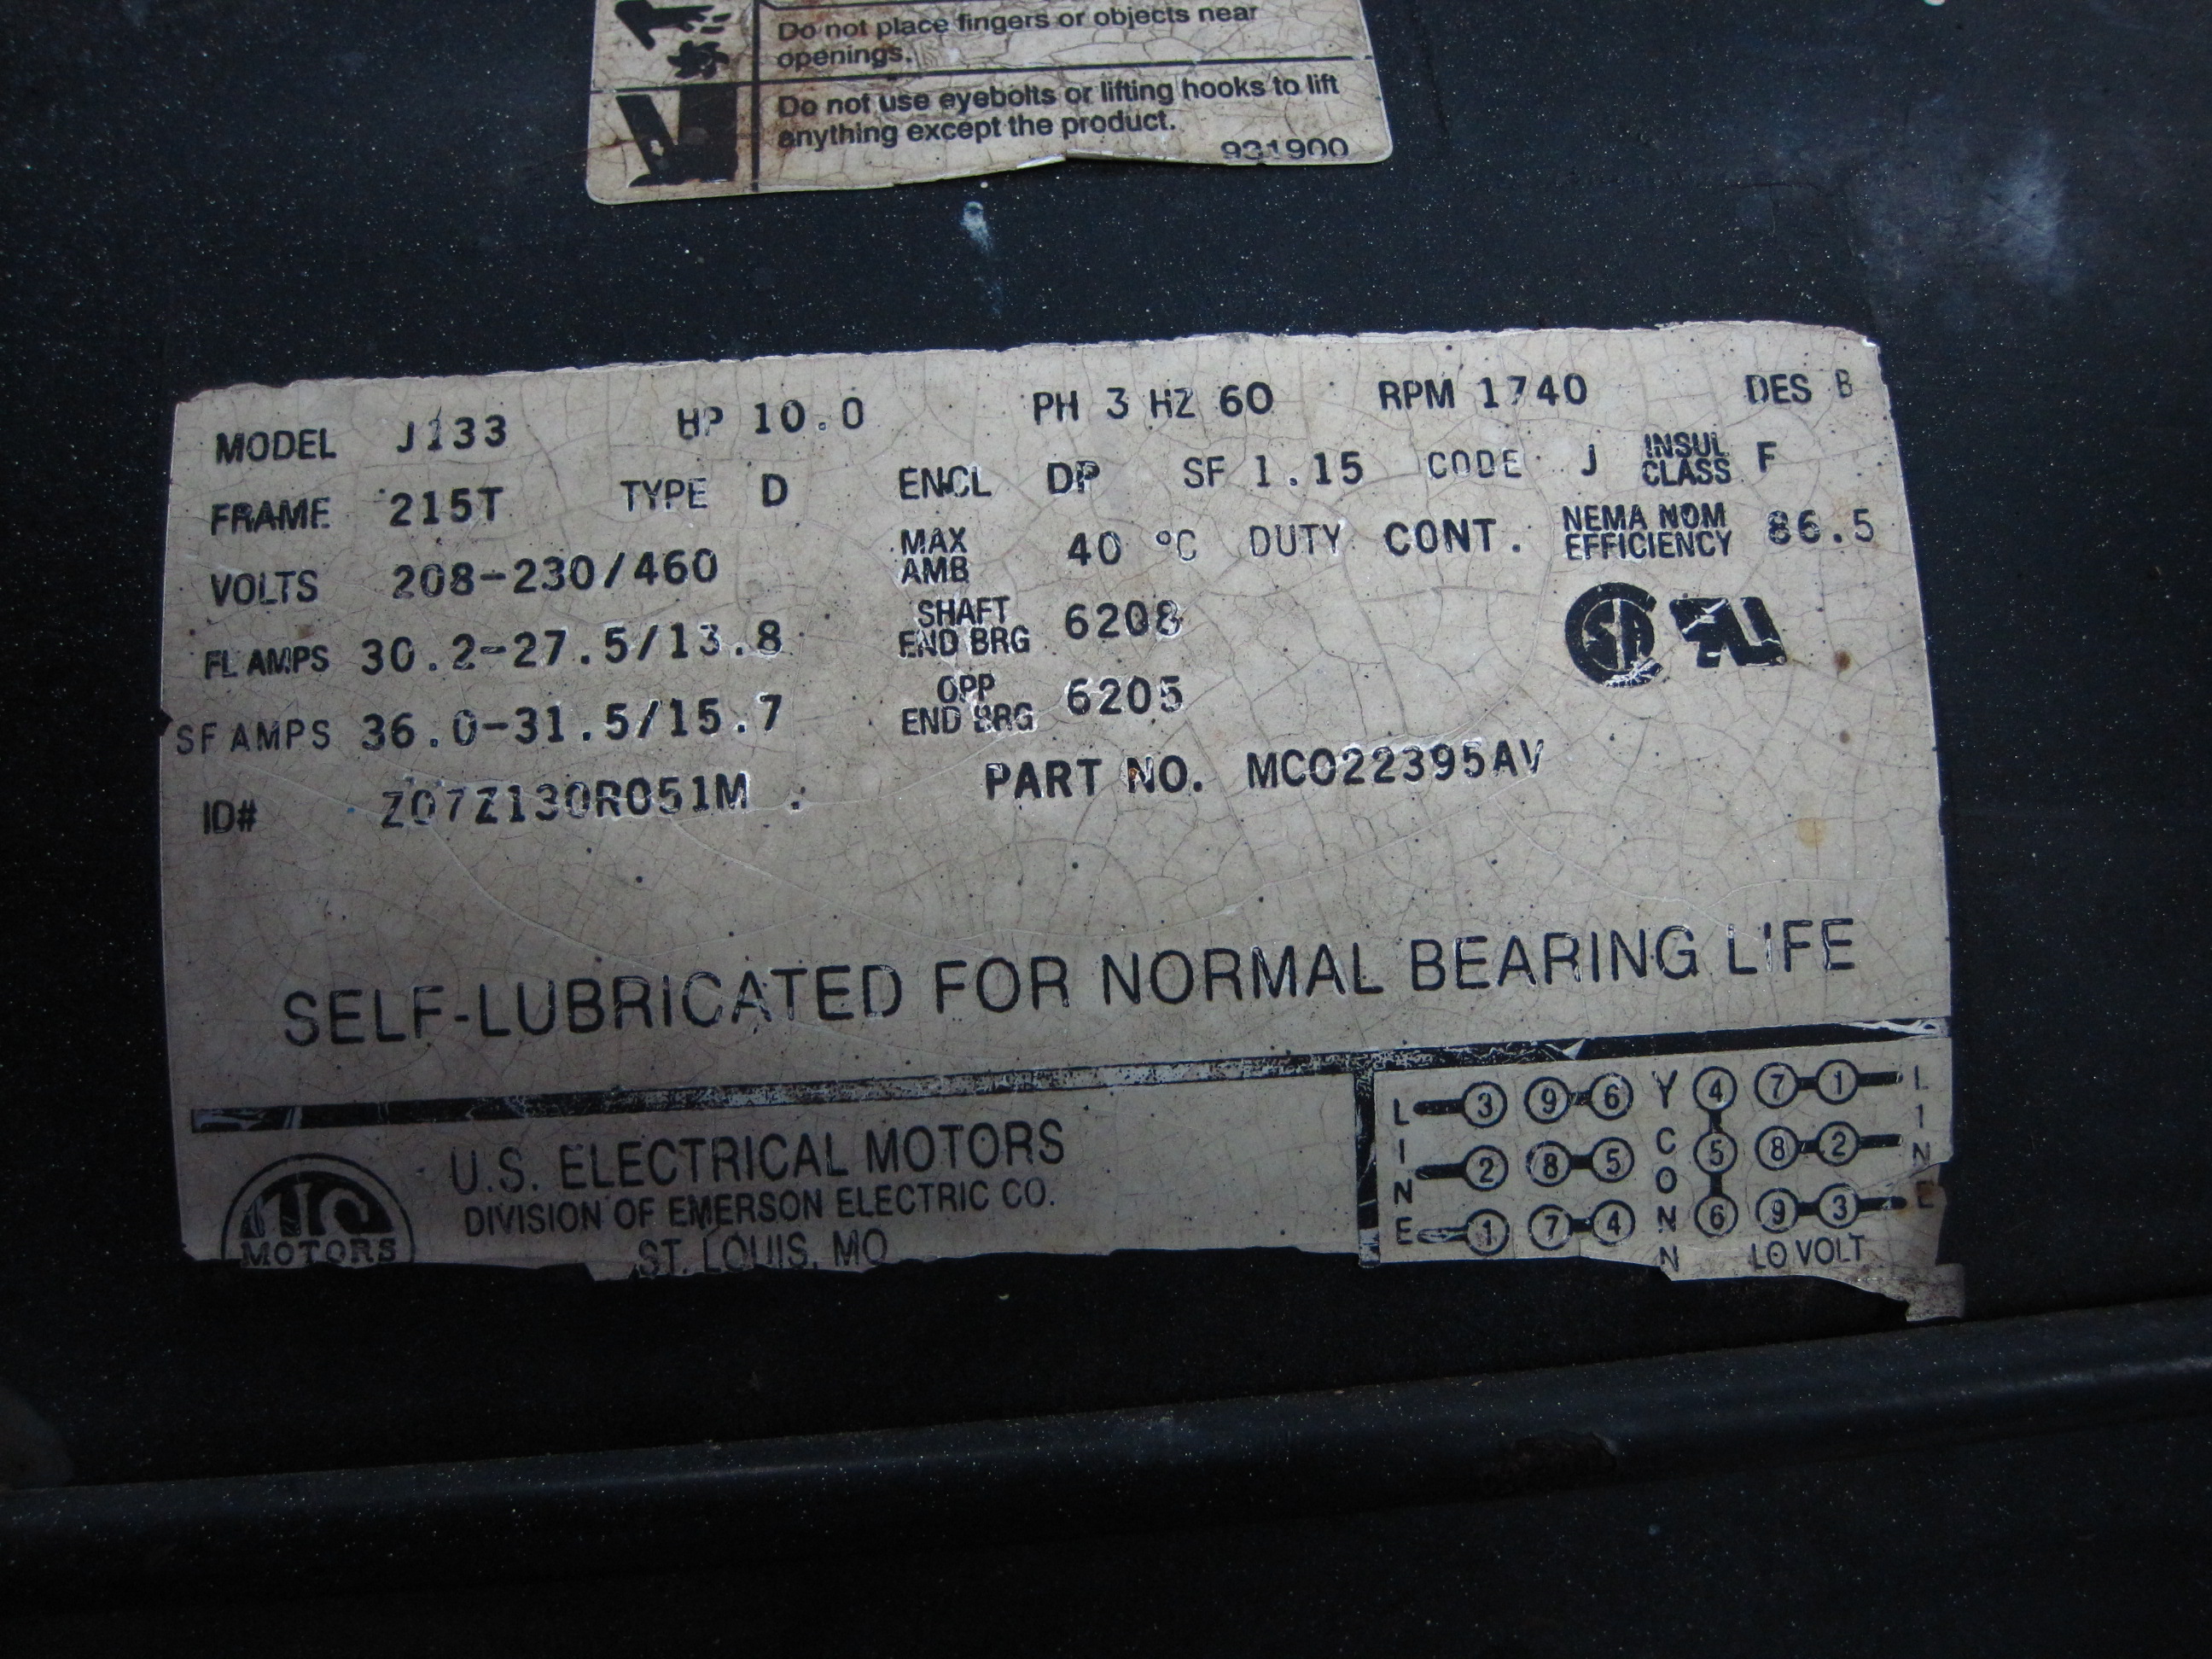 Do not place fingers or objects near
openings.
Do not use eyebolts or lifting hooks to lift
anything except the product.
931900
MODEL J133 HP 10.0 PH 3 HZ 60 RPM 1740 DES B
FRAME 215T TYPE D ENCL DP SF 1.15 CODE J INSUL CLASS F
VOLTS 208-230/460 MAX AMB 40 °C DUTY CONT. NEMA NOM EFFICIENCY 86.5
FL AMPS 30.2-27.5/13.8 SHAFT END BRG 6208
SF AMPS 36.0-31.5/15.7 OPP END BRG 6205
ID# Z07Z130R051M PART NO. MC022395AV
SA
SELF-LUBRICATED FOR NORMAL BEARING LIFE
US
MOTORS
U.S. ELECTRICAL MOTORS
DIVISION OF EMERSON ELECTRIC CO.
ST. LOUIS, MO
LINE
3 9 6
2 8 5
1 7 4
Y CONN
4 7 1
5 8 2
6 9 3
LINE
LO VOLT